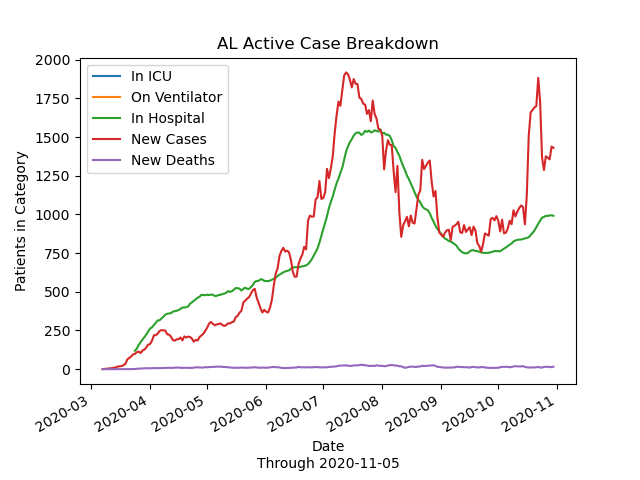 AL Active Case Breakdown
In ICU
On Ventilator
In Hospital
New Cases
New Deaths
Patients in Category
2000
1750
1500
1250
1000
750
500
250
0
2020-03
2020-04
2020-05
2020-06
2020-07
2020-08
2020-09
2020-10
2020-11
Date
Through 2020-11-05